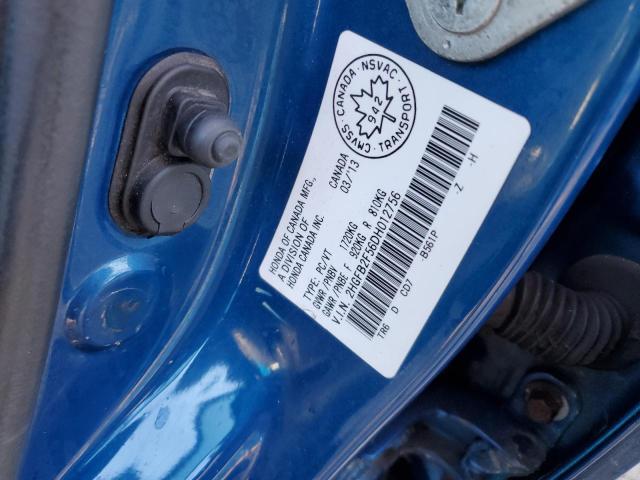 CMVSS · CANADA · NSVAC · TRANSPORT
942
HONDA OF CANADA MFG.,
A DIVISION OF
HONDA CANADA INC.
CANADA
03/'13
TYPE: PC/VT
GVWR /PNBV 1720KG
GAWR /PNBE F 920KG R 810KG
V.I.N. 2HGFB2F56DH012756
TR6 D CD7 B561P -Z -H